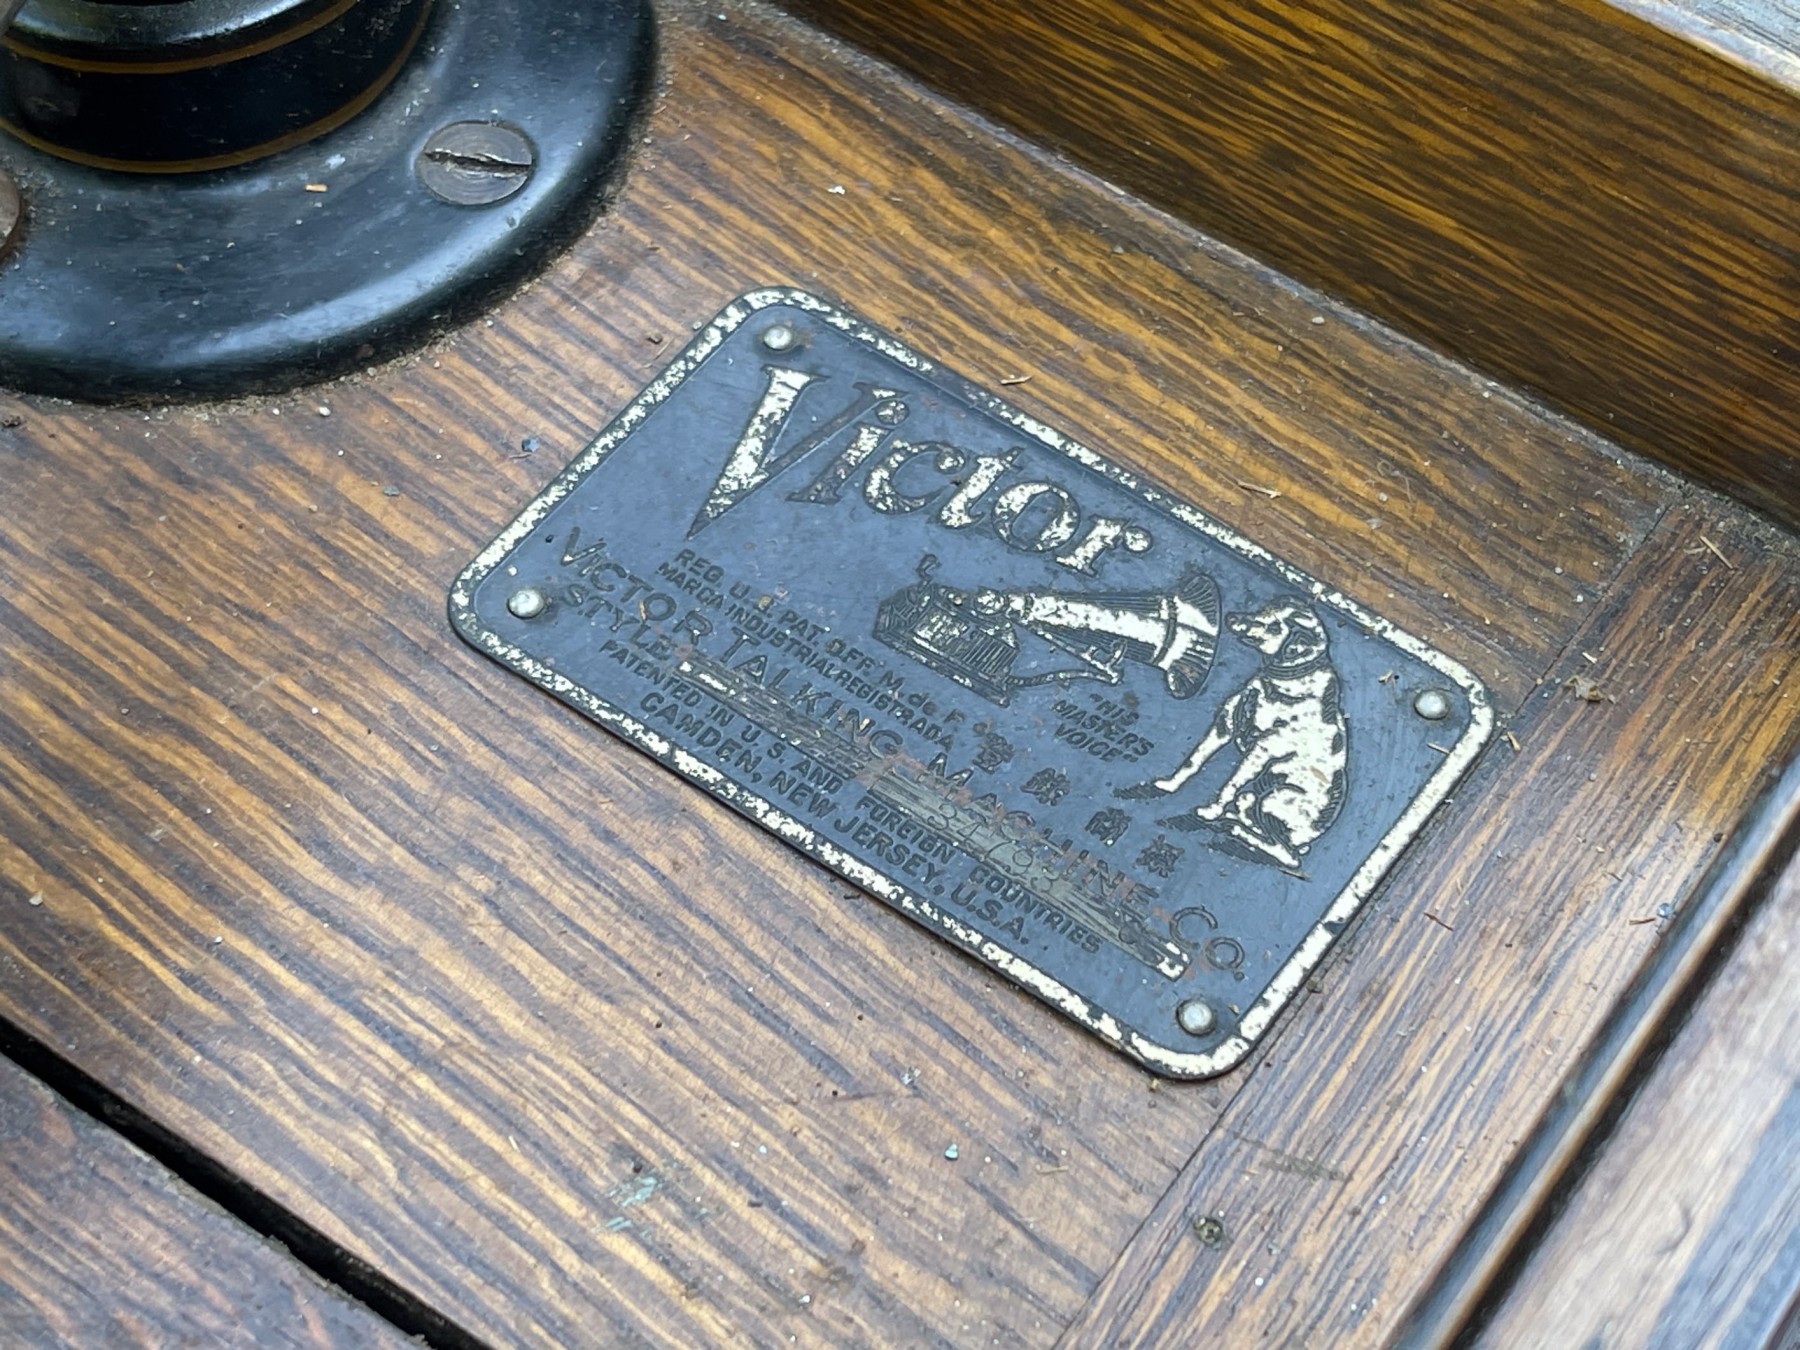 Victor
REG. U.S. PAT. OFF. M. de F.
MARCA INDUSTRIAL REGISTRADA
"HIS
MASTERS
VOICE"
VICTOR TALKING MACHINE CO.
STYLE
PATENTED IN U.S. AND FOREIGN COUNTRIES
CAMDEN, NEW JERSEY, U.S.A.